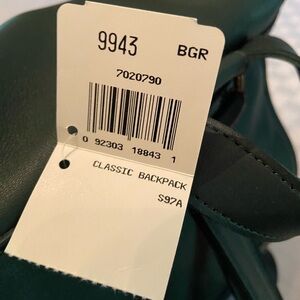 9943 BGR
7020790
0 92303 18843 1
CLASSIC BACKPACK
S97A